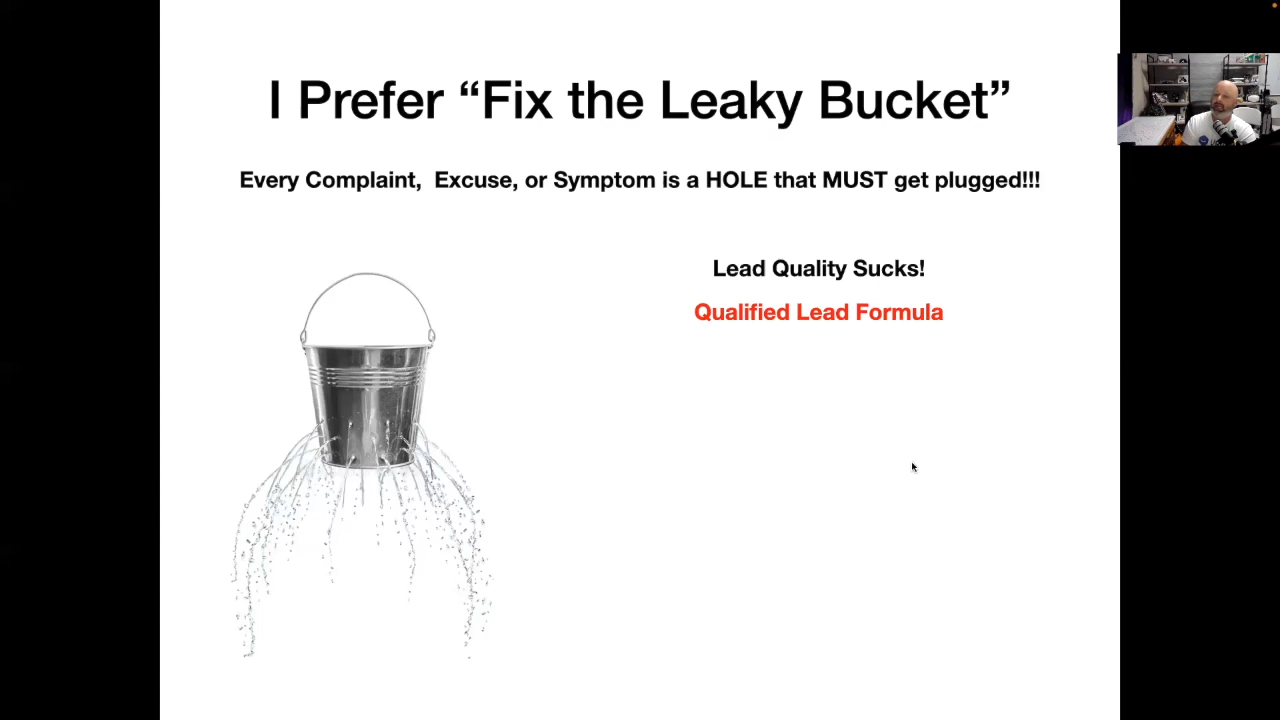 I Prefer “Fix the Leaky Bucket”
Every Complaint,  Excuse, or Symptom is a HOLE that MUST get plugged!!!
Lead Quality Sucks!
Qualified Lead Formula